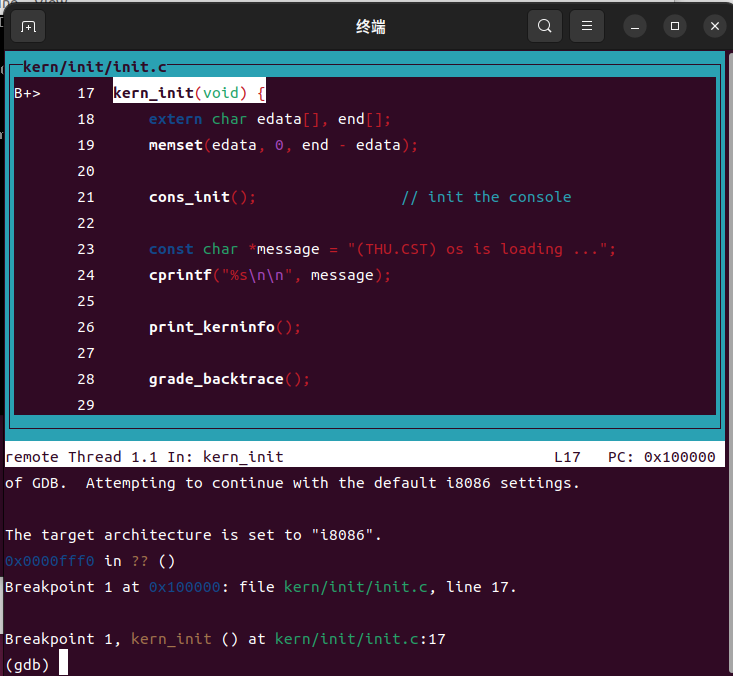 终端
kern/init/init.c
B+> 17 kern_init(void) {
18 extern char edata[], end[];
19 memset(edata, 0, end - edata);
20
21 cons_init(); // init the console
22
23 const char *message = "(THU.CST) os is loading ...";
24 cprintf("%s\n\n", message);
25
26 print_kerninfo();
27
28 grade_backtrace();
29
remote Thread 1.1 In: kern_init L17 PC: 0x100000
of GDB. Attempting to continue with the default i8086 settings.
The target architecture is set to "i8086".
0x0000fff0 in ?? ()
Breakpoint 1 at 0x100000: file kern/init/init.c, line 17.
Breakpoint 1, kern_init () at kern/init/init.c:17
(gdb)